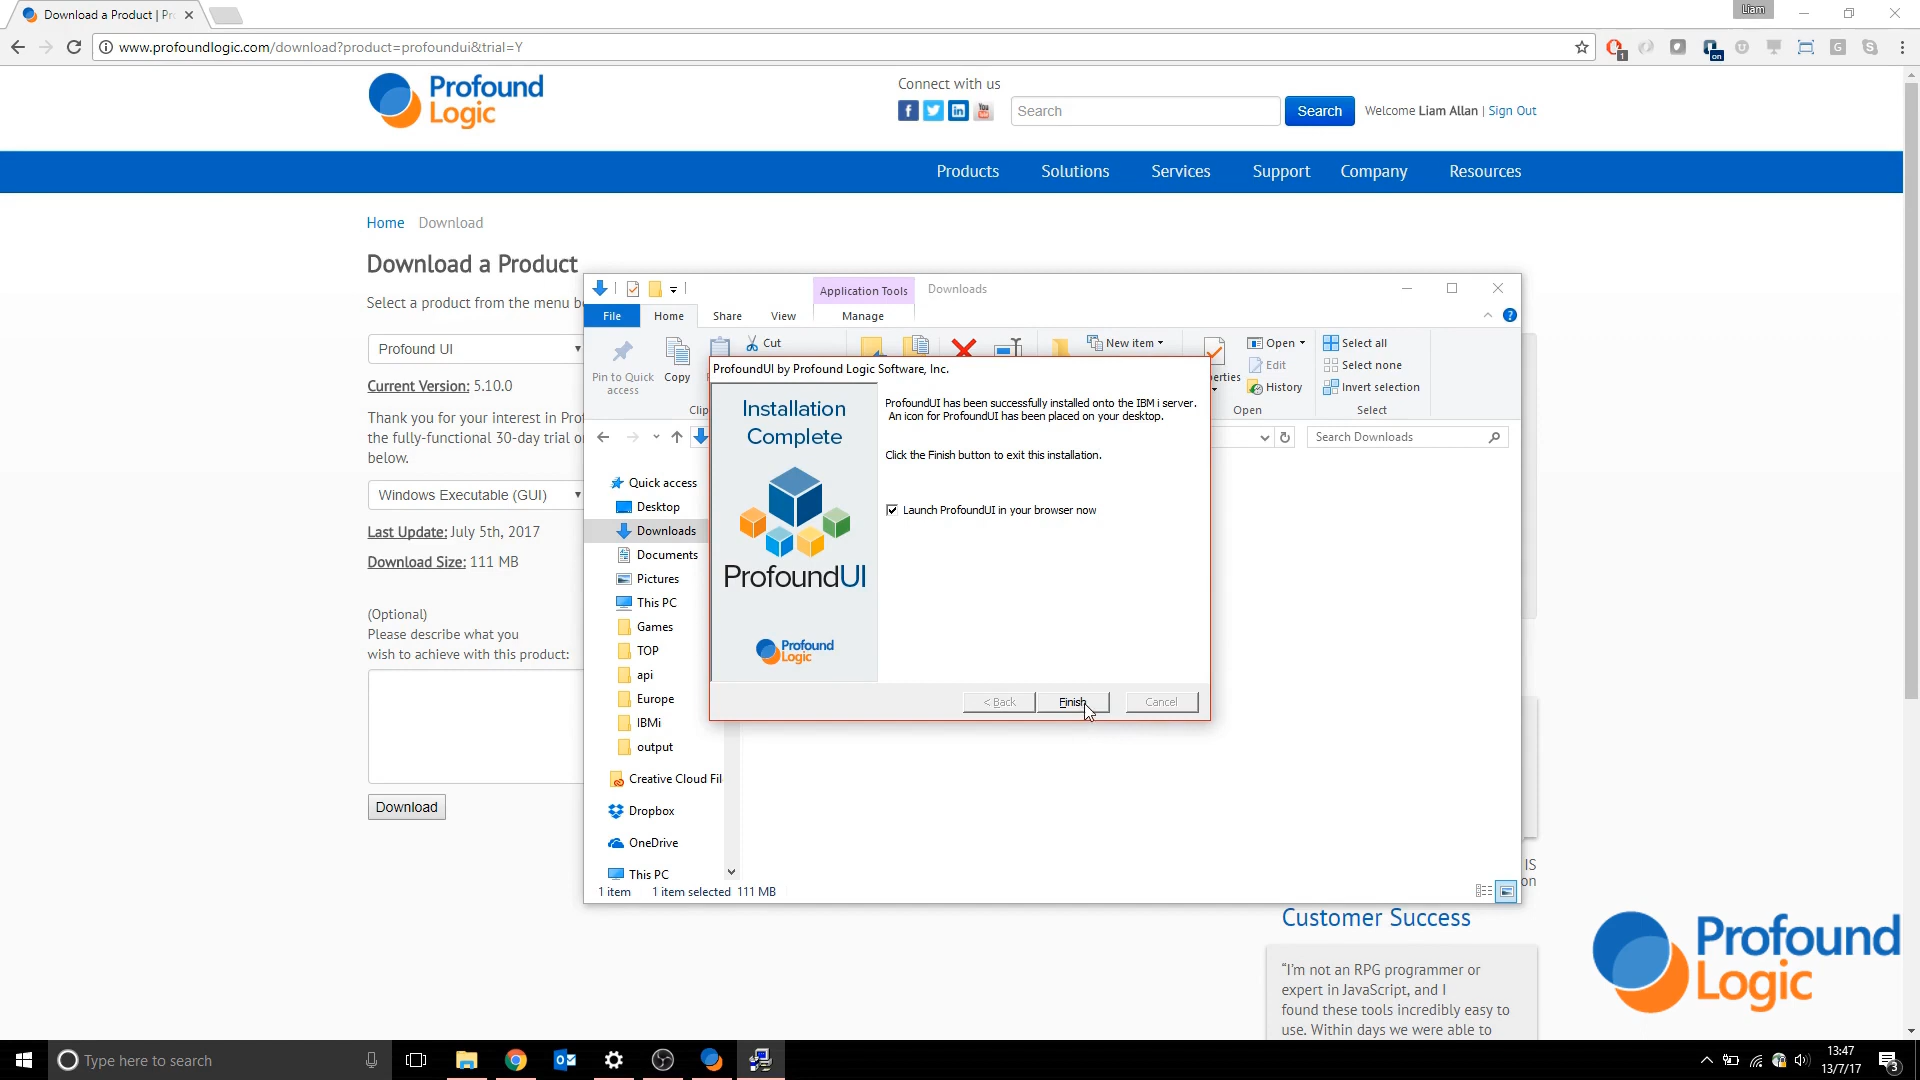 Download a Product | Pr
Liam
www.profoundlogic.com/download?product=profoundui&trial=Y
1
on
G
Profound
Logic
Connect with us
Search
Search
Welcome Liam Allan | Sign Out
Products
Solutions
Services
Support
Company
Resources
Home
Download
Download a Product
Select a product from the menu b
Profound UI
Current Version: 5.10.0
Thank you for your interest in Pro
the fully-functional 30-day trial o
below.
Windows Executable (GUI)
Last Update: July 5th, 2017
Download Size: 111 MB
(Optional)
Please describe what you
wish to achieve with this product:
Download
Application Tools
Downloads
File
Home
Share
View
Manage
Pin to Quick
access
Copy
Cut
Clip
New item
erties
Open
Edit
History
Open
Select all
Select none
Invert selection
Select
Search Downloads
Quick access
Desktop
Downloads
Documents
Pictures
This PC
Games
TOP
api
Europe
IBMi
output
Creative Cloud Fil
Dropbox
OneDrive
This PC
1 item
1 item selected 111 MB
ProfoundUI by Profound Logic Software, Inc.
Installation
Complete
ProfoundUI
Profound
Logic
ProfoundUI has been successfully installed onto the IBM i server.
An icon for ProfoundUI has been placed on your desktop.
Click the Finish button to exit this installation.
Launch ProfoundUI in your browser now
< Back
Finish
Cancel
IS
on
Customer Success
“I'm not an RPG programmer or
expert in JavaScript, and I
found these tools incredibly easy to
use. Within days we were able to
Profound
Logic
Type here to search
13:47
13/7/17
3